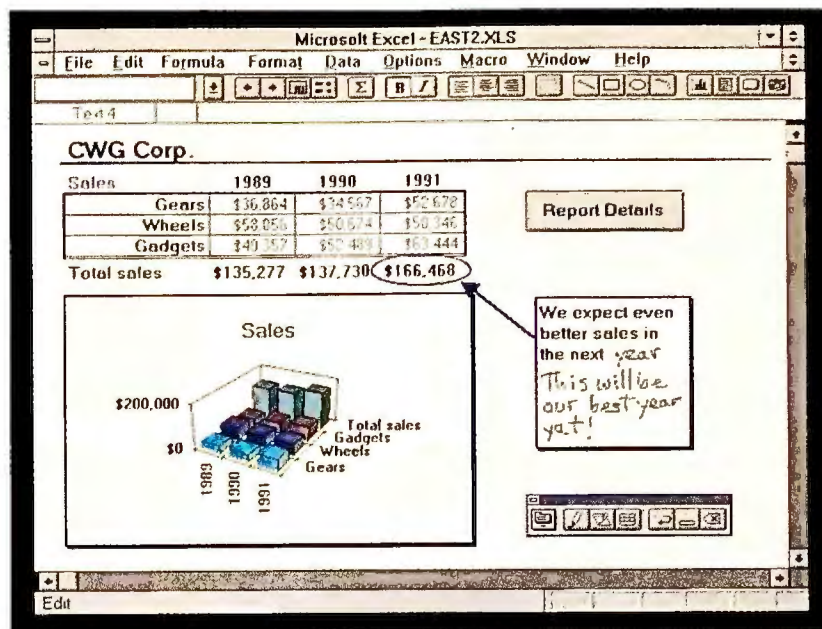 Microsoft Excel - EAST2.XLS
File Edit Formula Format Data Options Macro Window Help
Σ B I
CWG Corp.
Sales 1989 1990 1991
Gears $36,864 $34,567 $52,678
Wheels $58,056 $50,674 $50,346
Gadgets $40,357 $52,489 $63,444
Total sales $135,277 $137,730 $166,468
Report Details
We expect even
better sales in
the next year
This will be
our best year
yet!
Sales
$200,000
$0
Total sales
Gadgets
Wheels
Gears
1989
1990
1991
Edit